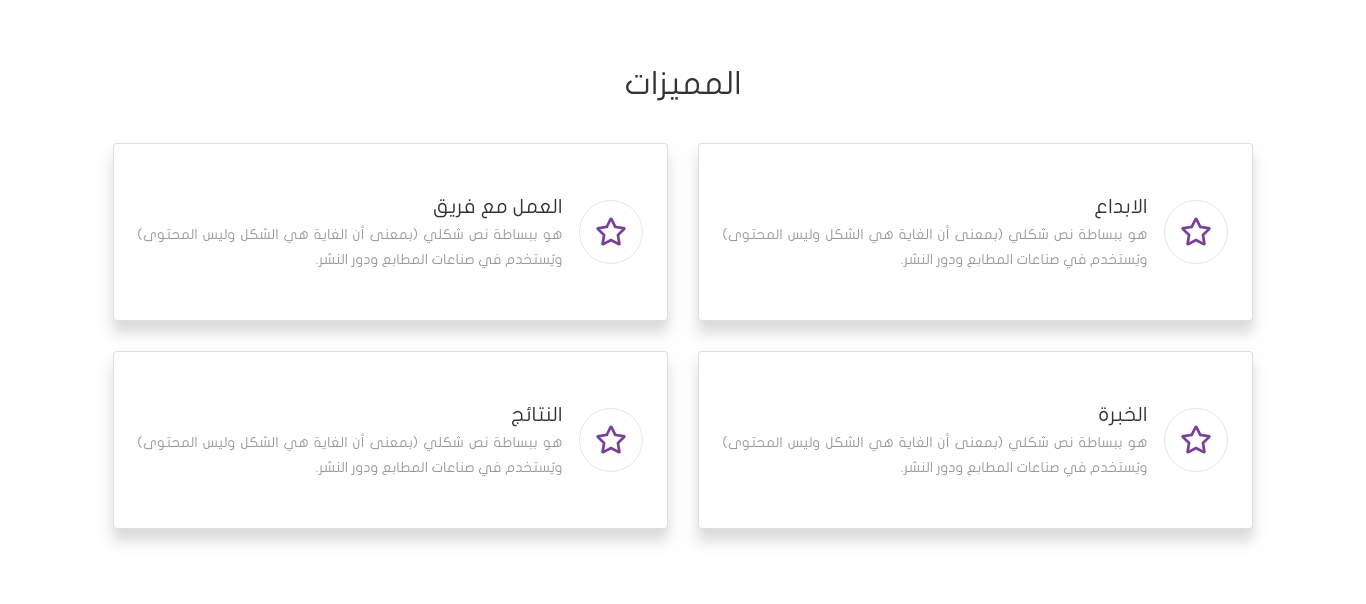 المميزات
الابداع
هو ببساطة نص شكلي (بمعنى أن الغاية هي الشكل وليس المحتوى)
ويُستخدم في صناعات المطابع ودور النشر.
العمل مع فريق
هو ببساطة نص شكلي (بمعنى أن الغاية هي الشكل وليس المحتوى)
ويُستخدم في صناعات المطابع ودور النشر.
الخبرة
هو ببساطة نص شكلي (بمعنى أن الغاية هي الشكل وليس المحتوى)
ويُستخدم في صناعات المطابع ودور النشر.
النتائج
هو ببساطة نص شكلي (بمعنى أن الغاية هي الشكل وليس المحتوى)
ويُستخدم في صناعات المطابع ودور النشر.